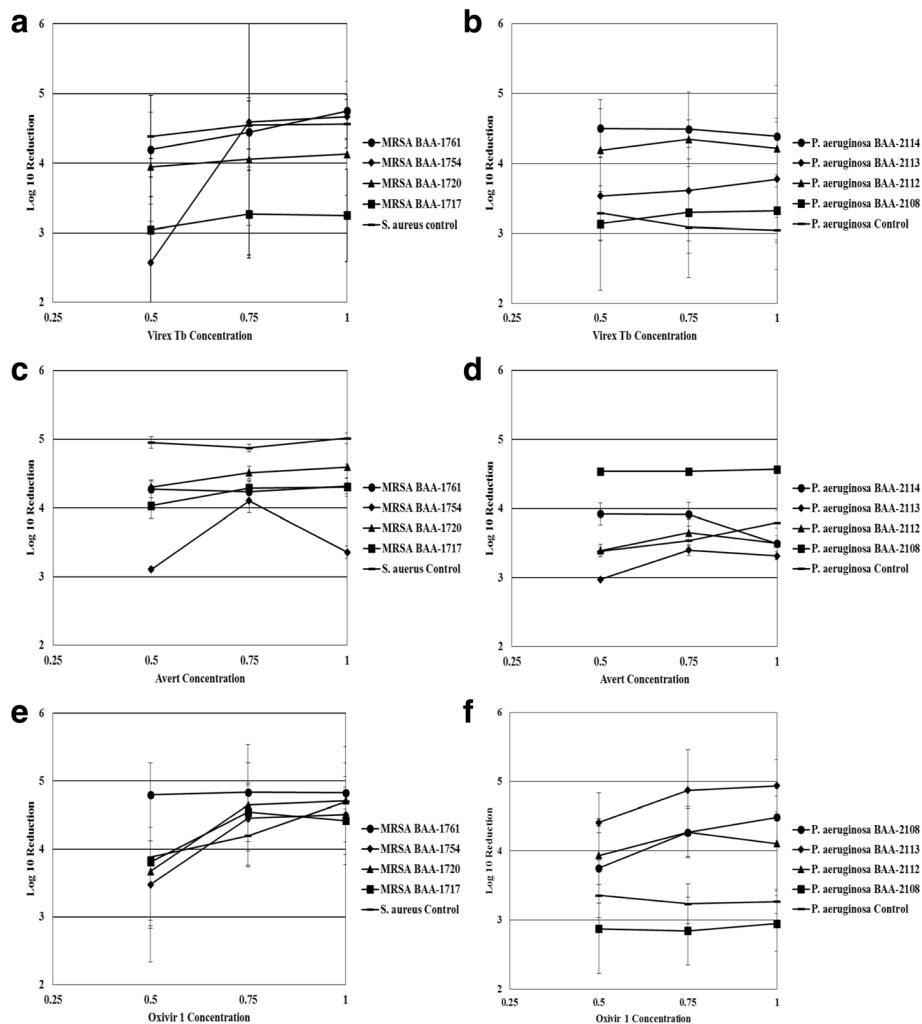 a
6
5
4
3
2
Log 10 Reduction
0.25
0.5
0.75
1
Virex Tb Concentration
MRSA BAA-1761
MRSA BAA-1754
MRSA BAA-1720
MRSA BAA-1717
S. aureus control
b
6
5
4
3
2
Log 10 Reduction
0.25
0.5
0.75
1
Virex Tb Concentration
P. aeruginosa BAA-2114
P. aeruginosa BAA-2113
P. aeruginosa BAA-2112
P. aeruginosa BAA-2108
P. aeruginosa Control
c
6
5
4
3
2
Log 10 Reduction
0.25
0.5
0.75
1
Avert Concentration
MRSA BAA-1761
MRSA BAA-1754
MRSA BAA-1720
MRSA BAA-1717
S. auerus Control
d
6
5
4
3
2
Log 10 Reduction
0.25
0.5
0.75
1
Avert Concentration
P. aeruginosa BAA-2114
P. aeruginosa BAA-2113
P. aeruginosa BAA-2112
P. aeruginosa BAA-2108
P. aeruginosa Control
e
6
5
4
3
2
Log 10 Reduction
0.25
0.5
0.75
1
Oxivir 1 Concentration
MRSA BAA-1761
MRSA BAA-1754
MRSA BAA-1720
MRSA BAA-1717
S. aureus Control
f
6
5
4
3
2
Log 10 Reduction
0.25
0.5
0.75
1
Oxivir 1 Concentration
P. aeruginosa BAA-2108
P. aeruginosa BAA-2113
P. aeruginosa BAA-2112
P. aeruginosa BAA-2108
P. aeruginosa Control